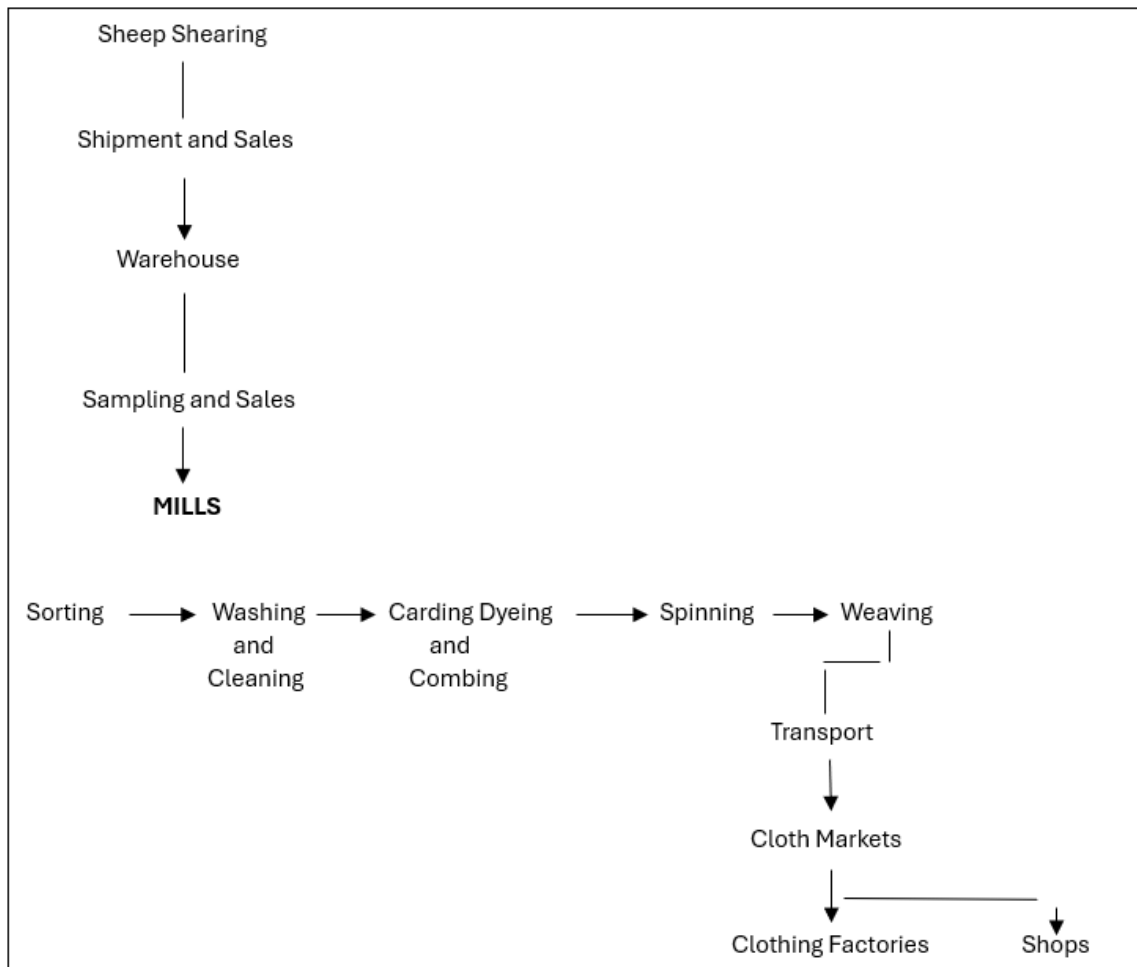 Sheep Shearing
Shipment and Sales
Warehouse
Sampling and Sales
MILLS
Sorting
Washing
and
Cleaning
Carding Dyeing
and
Combing
Spinning
Weaving
Transport
Cloth Markets
Clothing Factories
Shops